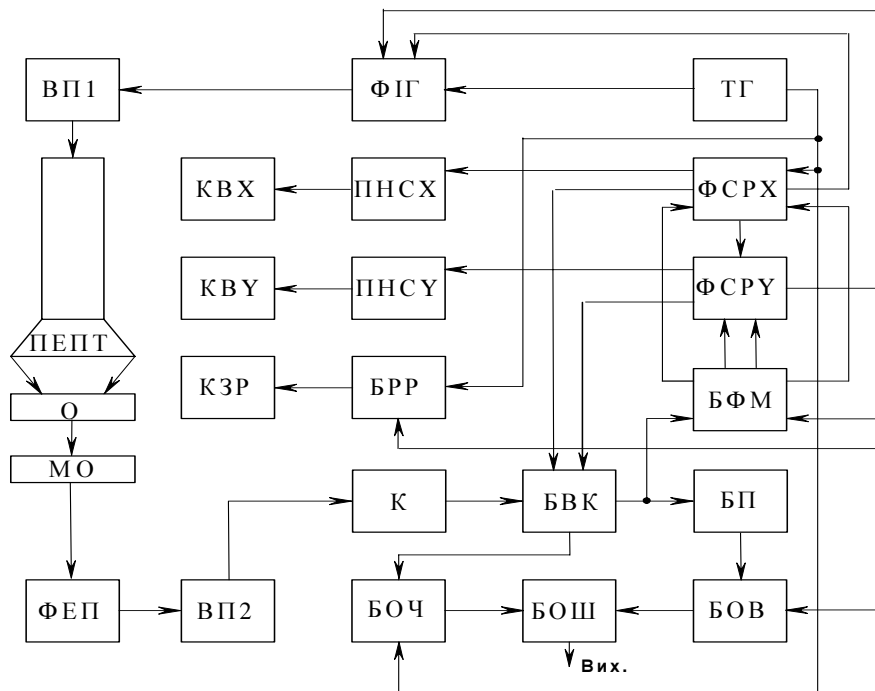 ВП1 ФІГ ТГ
КВХ ПНСХ ФСРХ
КВY ПНСY ФСРY
ПЕПТ
КЗР БРР БФМ
О
МО
К БВК БП
ФЕП ВП2 БОЧ БОШ БОВ
Вих.